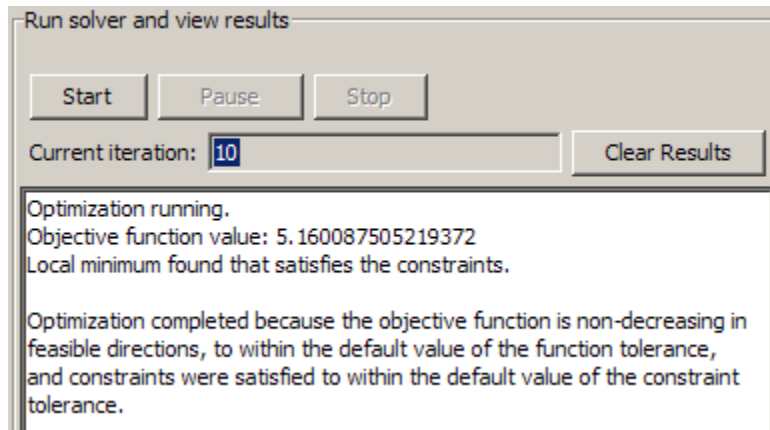 Run solver and view results
Start Pause Stop
Current iteration: 10 Clear Results
Optimization running.
Objective function value: 5.160087505219372
Local minimum found that satisfies the constraints.
Optimization completed because the objective function is non-decreasing in
feasible directions, to within the default value of the function tolerance,
and constraints were satisfied to within the default value of the constraint
tolerance.